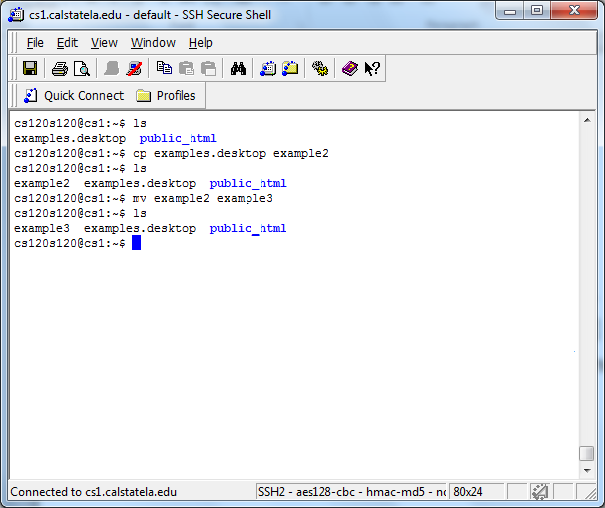 cs1.calstatela.edu - default - SSH Secure Shell
File Edit View Window Help
Quick Connect Profiles
cs120s120@cs1:~$ ls
examples.desktop public_html
cs120s120@cs1:~$ cp examples.desktop example2
cs120s120@cs1:~$ ls
example2 examples.desktop public_html
cs120s120@cs1:~$ mv example2 example3
cs120s120@cs1:~$ ls
example3 examples.desktop public_html
cs120s120@cs1:~$
Connected to cs1.calstatela.edu SSH2 - aes128-cbc - hmac-md5 - nc 80x24